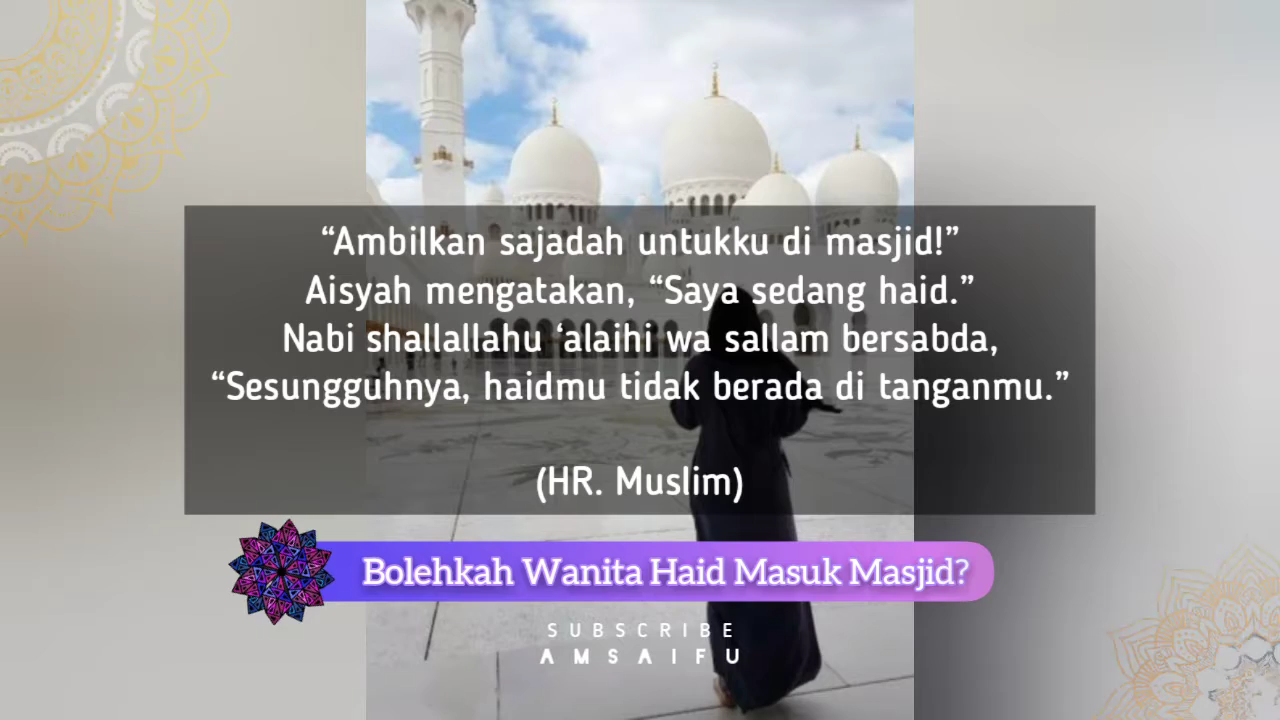 “Ambilkan sajadah untukku di masjid!”
Aisyah mengatakan, “Saya sedang haid.”
Nabi shallallahu ‘alaihi wa sallam bersabda,
“Sesungguhnya, haidmu tidak berada di tanganmu.”
(HR. Muslim)
Bolehkah Wanita Haid Masuk Masjid?
SUBSCRIBE
AMSAIFU